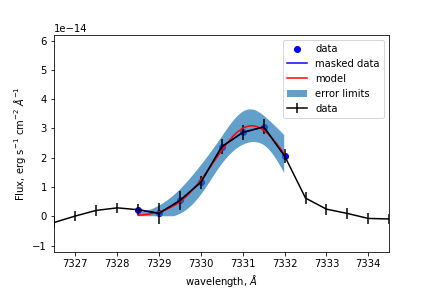 1e−14
6
5
4
3
2
1
0
−1
Flux, erg s⁻¹ cm⁻² Å⁻¹
data
masked data
model
error limits
data
7327 7328 7329 7330 7331 7332 7333 7334
wavelength, Å